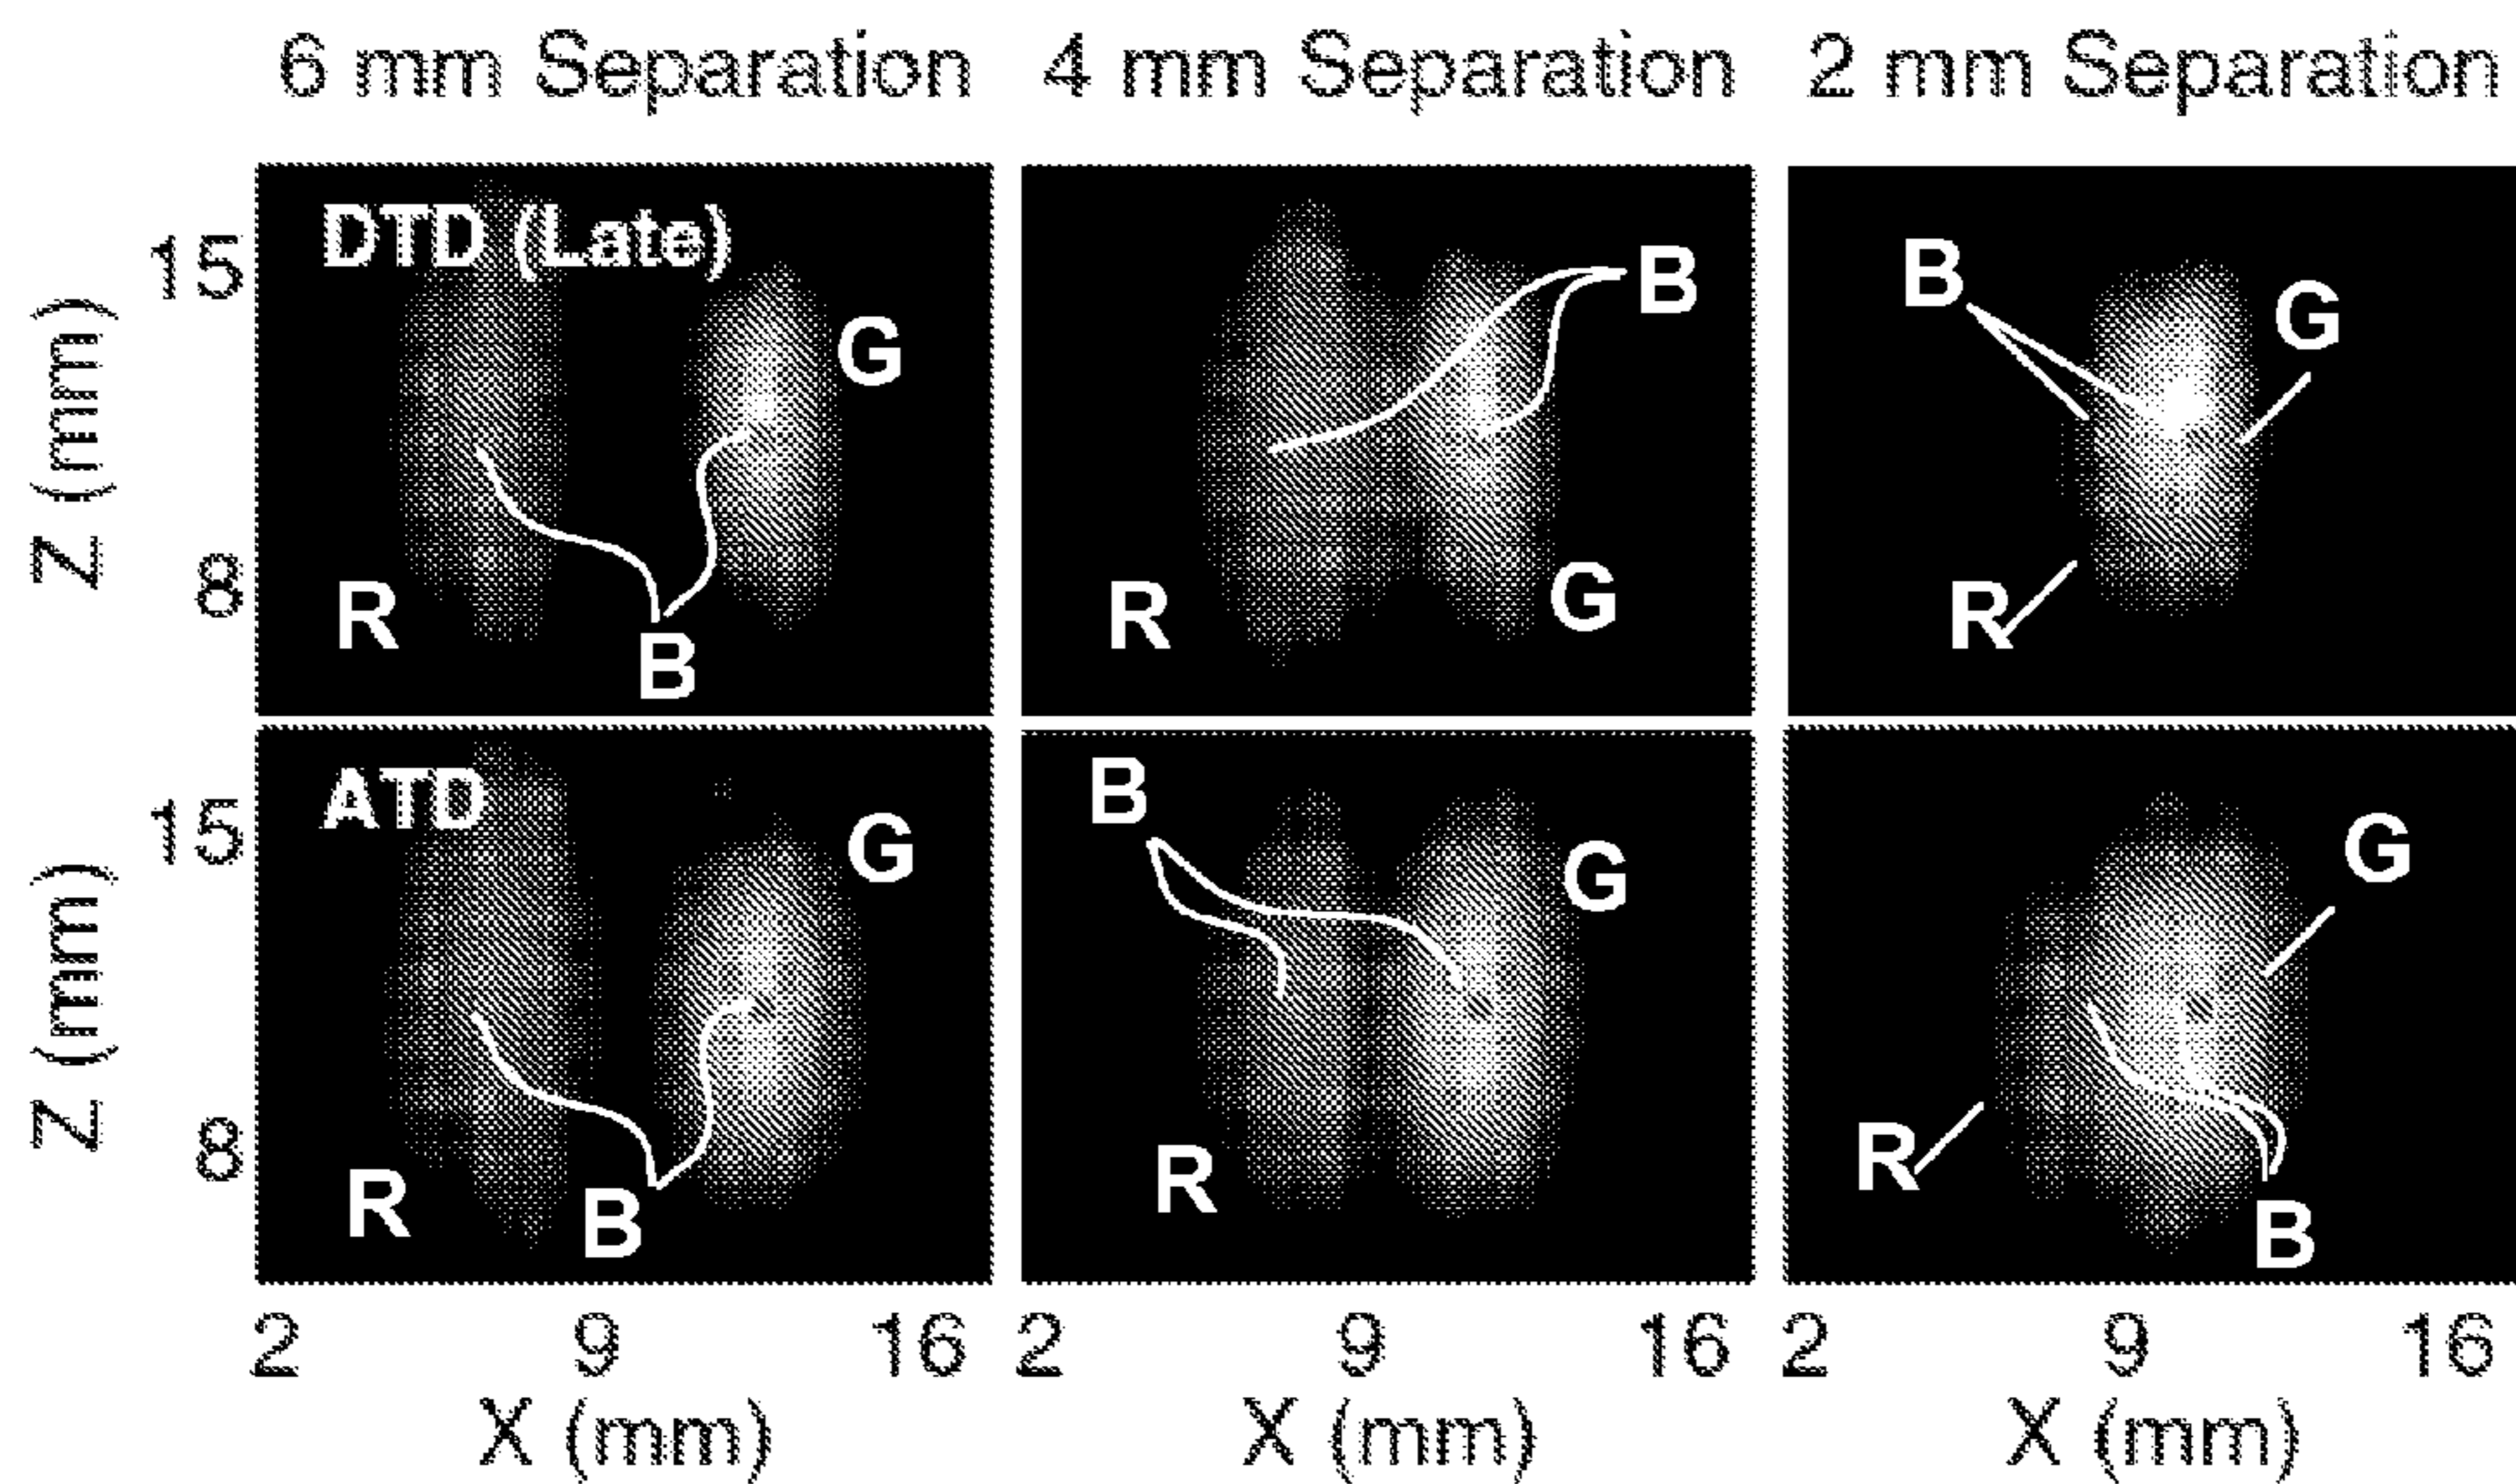 6 mm Separation 4 mm Separation 2 mm Separation
DTD (Late)
G
R
B
B
R
G
B
G
R
Z (mm)
15
8
ATD
G
R
B
B
G
R
G
R
B
Z (mm)
15
8
2 9 16 2 9 16 2 9 16
X (mm) X (mm) X (mm)